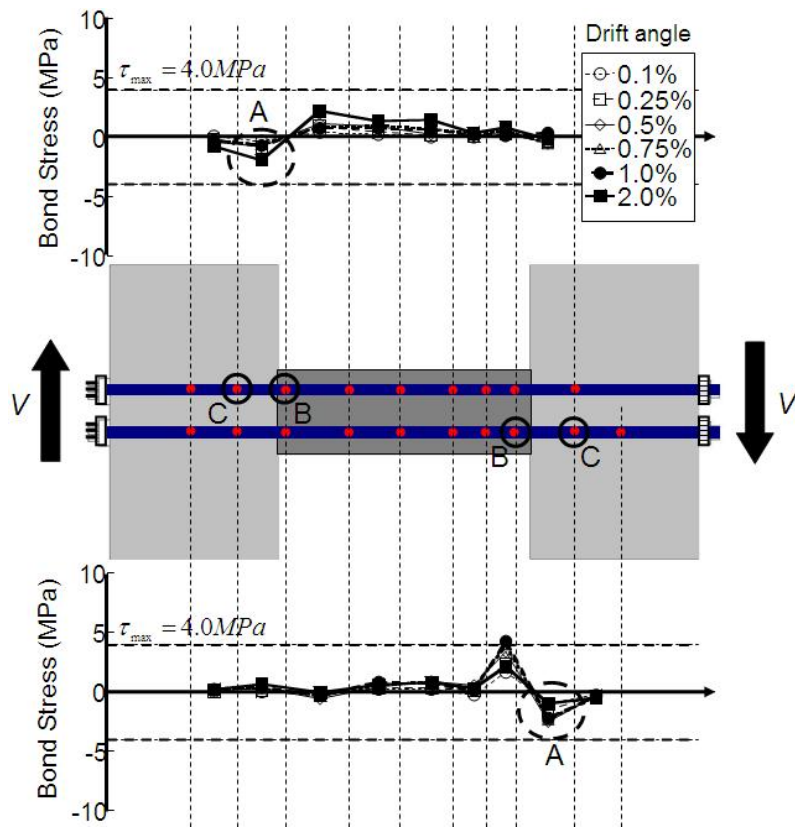 10
5
0
-5
-10
Bond Stress (MPa)
τmax = 4.0MPa
A
Drift angle
0.1%
0.25%
0.5%
0.75%
1.0%
2.0%
V
V
C
B
B
C
10
5
0
-5
-10
Bond Stress (MPa)
τmax = 4.0MPa
A